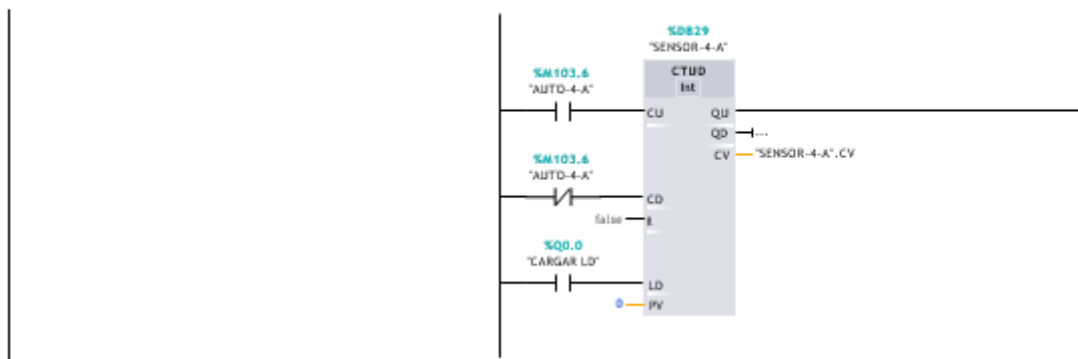 %DB29
"SENSOR-4-A"
CTUD
Int
%M103.6
"AUTO-4-A"
CU
QU
QD
...
CV
"SENSOR-4-A".CV
%M103.6
"AUTO-4-A"
CD
false
R
%Q0.0
"CARGAR LD"
LD
0
PV